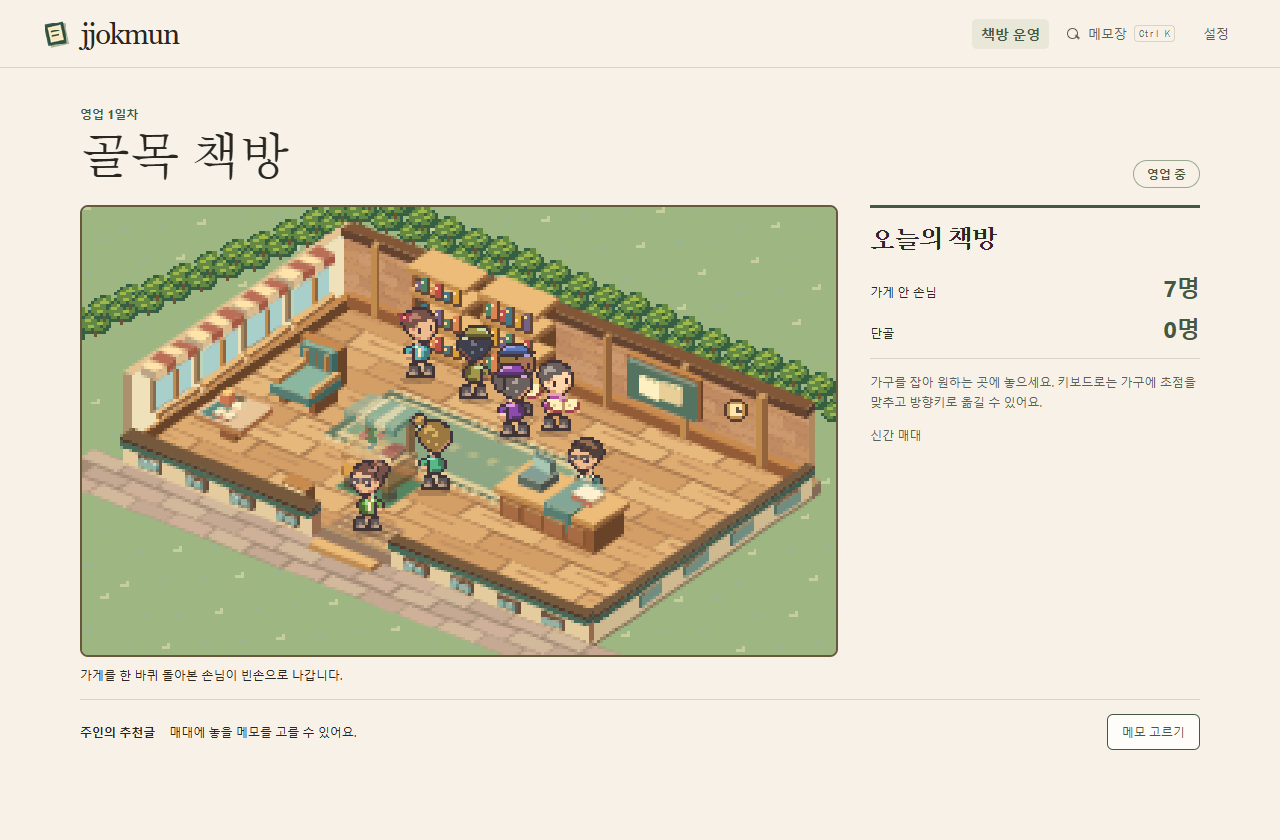 jjokmun
책방 운영
메모장 Ctrl K
설정
영업 1일차
골목 책방
영업 중
오늘의 책방
가게 안 손님 7명
단골 0명
가구를 잡아 원하는 곳에 놓으세요. 키보드로는 가구에 초점을
맞추고 방향키로 옮길 수 있어요.
신간 매대
가게를 한 바퀴 돌아본 손님이 빈손으로 나갑니다.
주인의 추천글 매대에 놓을 메모를 고를 수 있어요.
메모 고르기